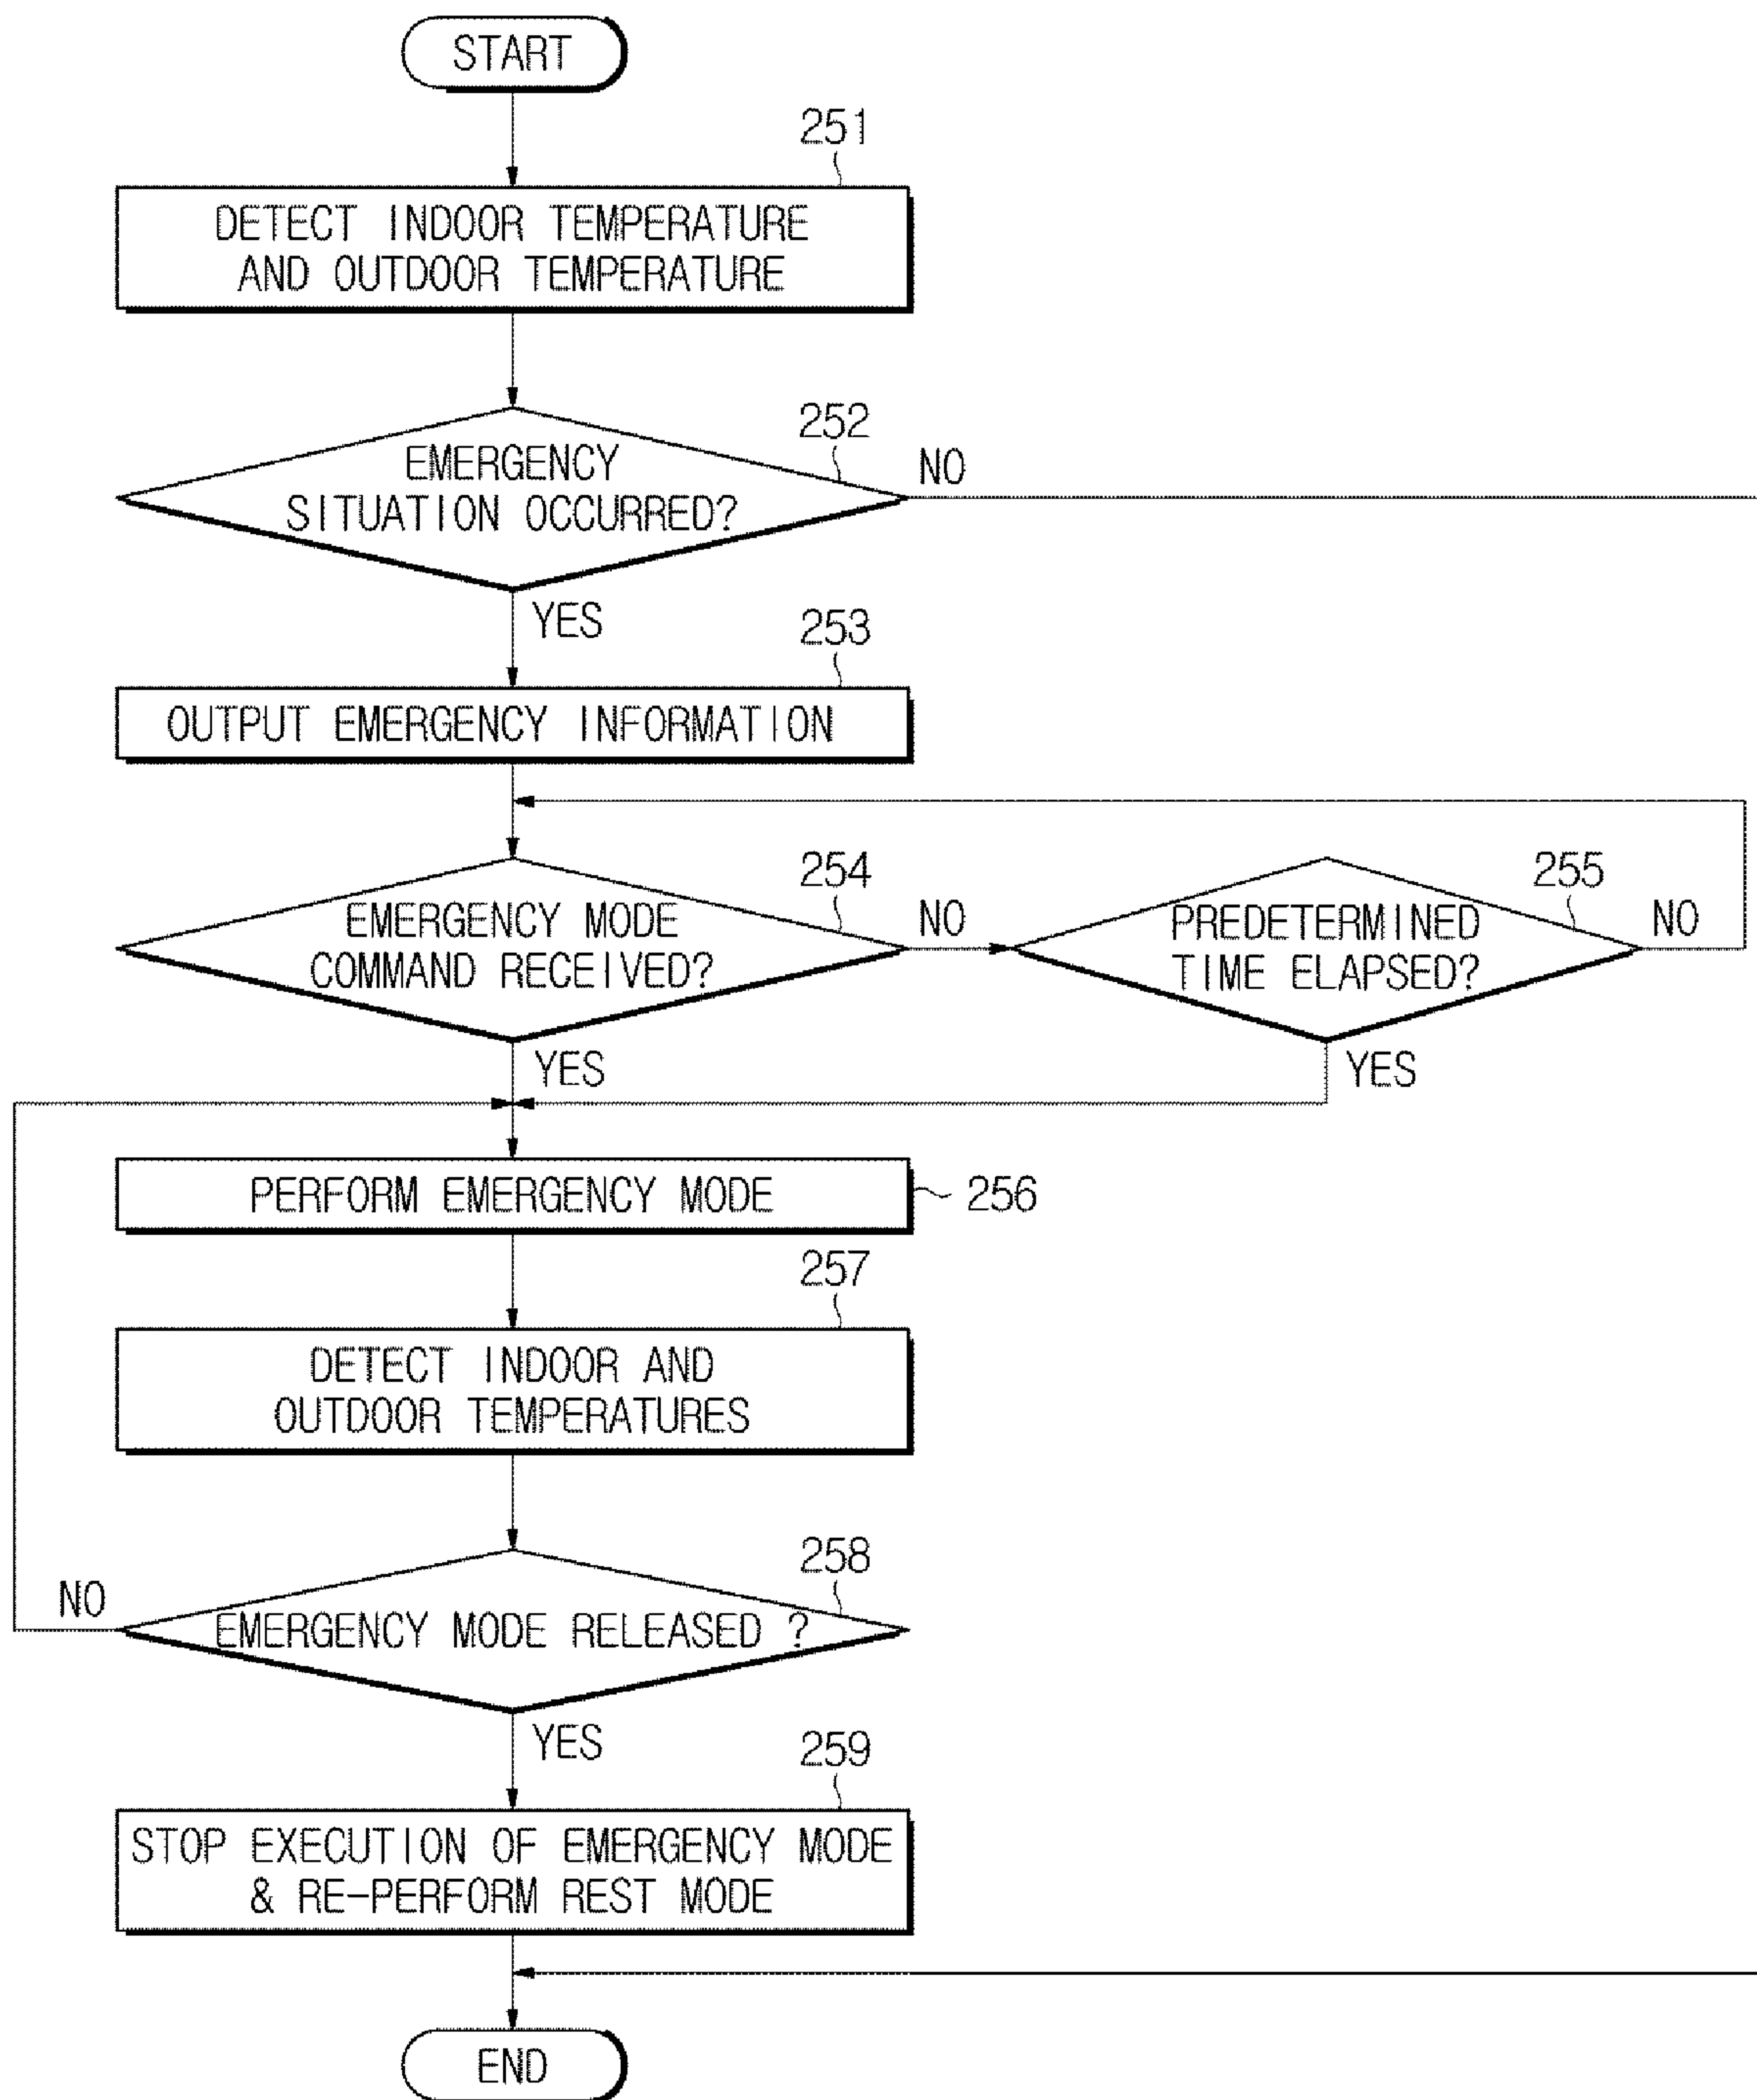 START
251
DETECT INDOOR TEMPERATURE
AND OUTDOOR TEMPERATURE
252
EMERGENCY
SITUATION OCCURRED?
NO
YES
253
OUTPUT EMERGENCY INFORMATION
254
EMERGENCY MODE
COMMAND RECEIVED?
NO
255
PREDETERMINED
TIME ELAPSED?
NO
YES
YES
PERFORM EMERGENCY MODE
256
257
DETECT INDOOR AND
OUTDOOR TEMPERATURES
258
NO
EMERGENCY MODE RELEASED ?
YES
259
STOP EXECUTION OF EMERGENCY MODE
& RE-PERFORM REST MODE
END